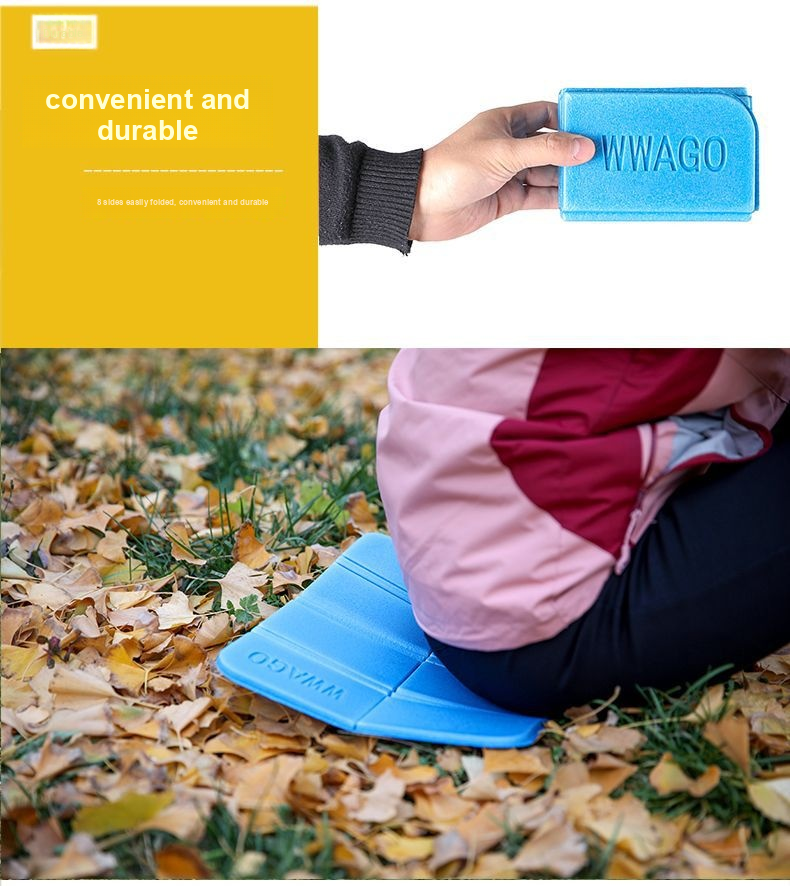 convenient and
durable
8 sides easily folded, convenient and durable
WWAGO
WWAGO